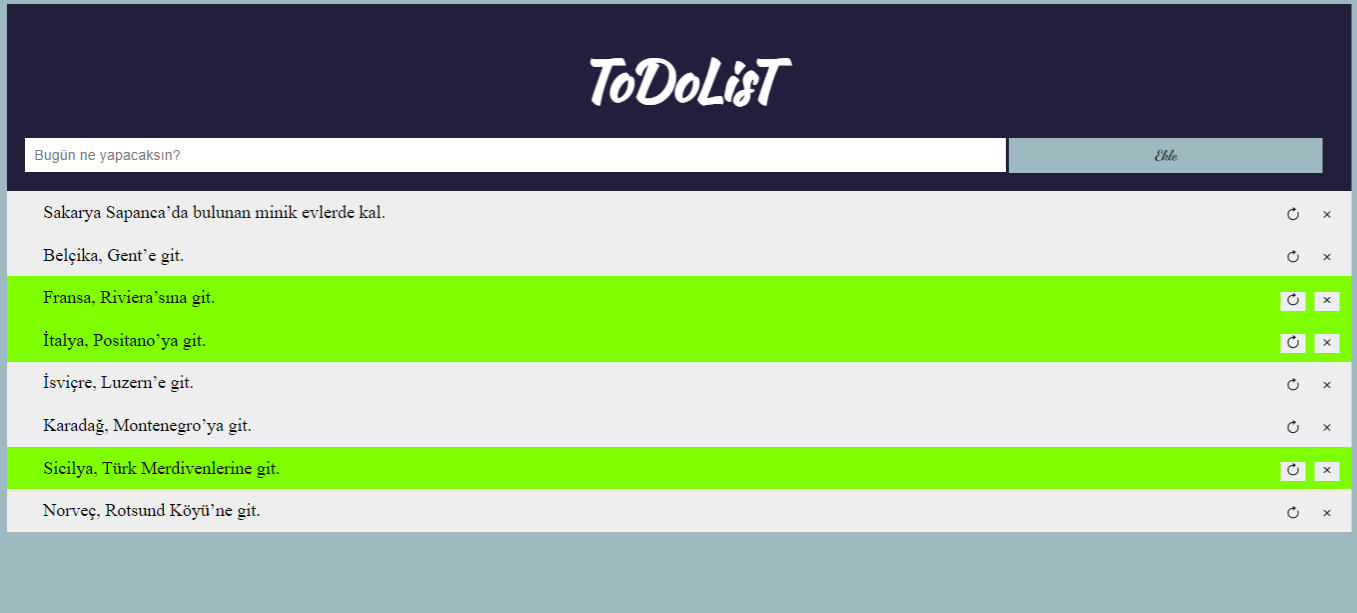 ToDoLisT
Bugün ne yapacaksın?
Ekle
Sakarya Sapanca’da bulunan minik evlerde kal.
Belçika, Gent’e git.
Fransa, Riviera’sına git.
İtalya, Positano’ya git.
İsviçre, Luzern’e git.
Karadağ, Montenegro’ya git.
Sicilya, Türk Merdivenlerine git.
Norveç, Rotsund Köyü’ne git.